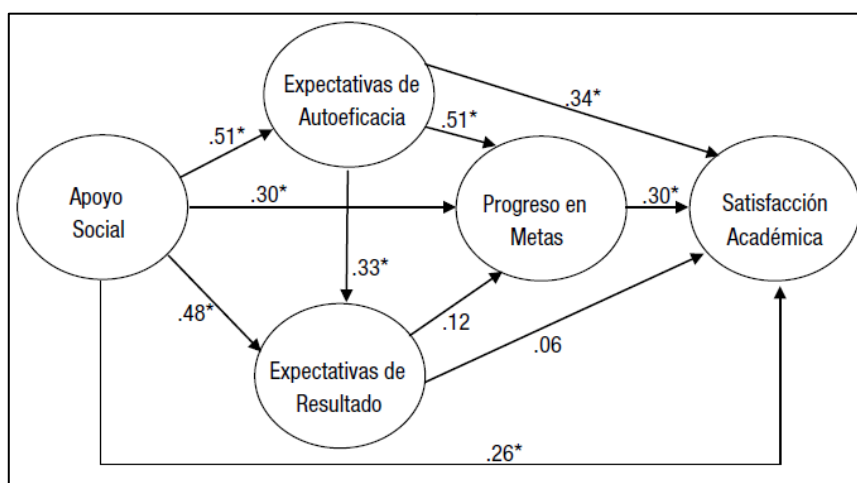 Expectativas de
Autoeficacia
.34*
.51*
.51*
Apoyo
Social
.30*
Progreso en
Metas
.30*
Satisfacción
Académica
.33*
.48*
.12
.06
Expectativas de
Resultado
.26*